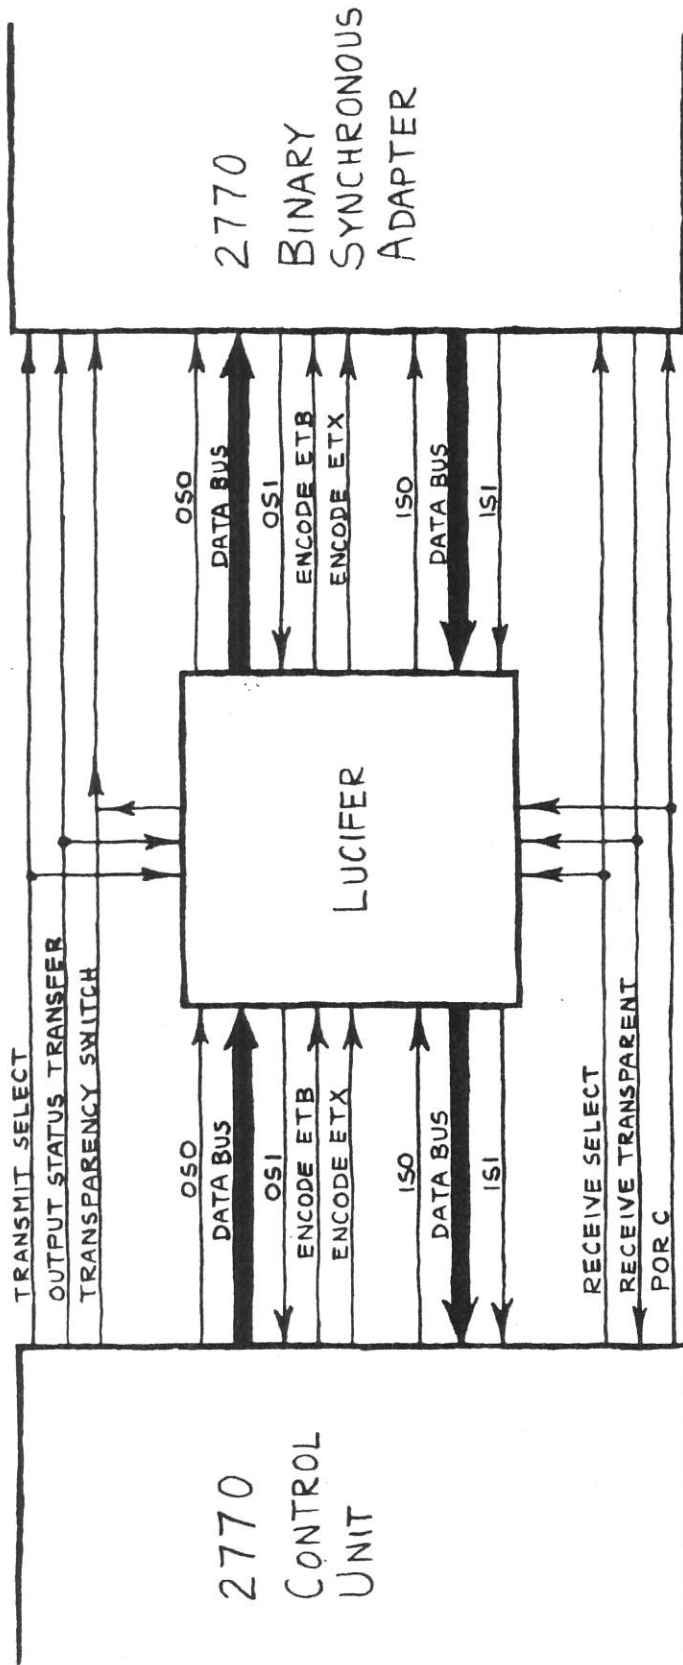 TRANSMIT SELECT
OUTPUT STATUS TRANSFER
TRANSPARENCY SWITCH
2770
CONTROL
UNIT
OSO
DATA BUS
OSI
ENCODE ETB
ENCODE ETX
ISO
DATA BUS
ISI
LUCIFER
OSO
DATA BUS
OSI
ENCODE ETB
ENCODE ETX
ISO
DATA BUS
ISI
2770
BINARY
SYNCHRONOUS
ADAPTER
RECEIVE SELECT
RECEIVE TRANSPARENT
POR C